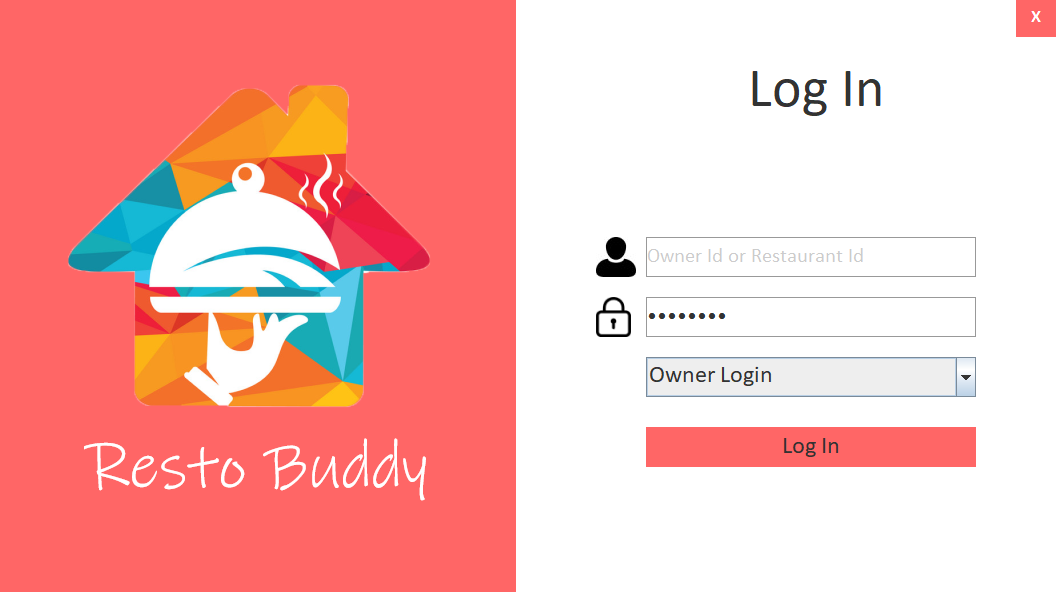 X
Log In
Owner Id or Restaurant Id
••••••••
Owner Login
Log In
Resto Buddy